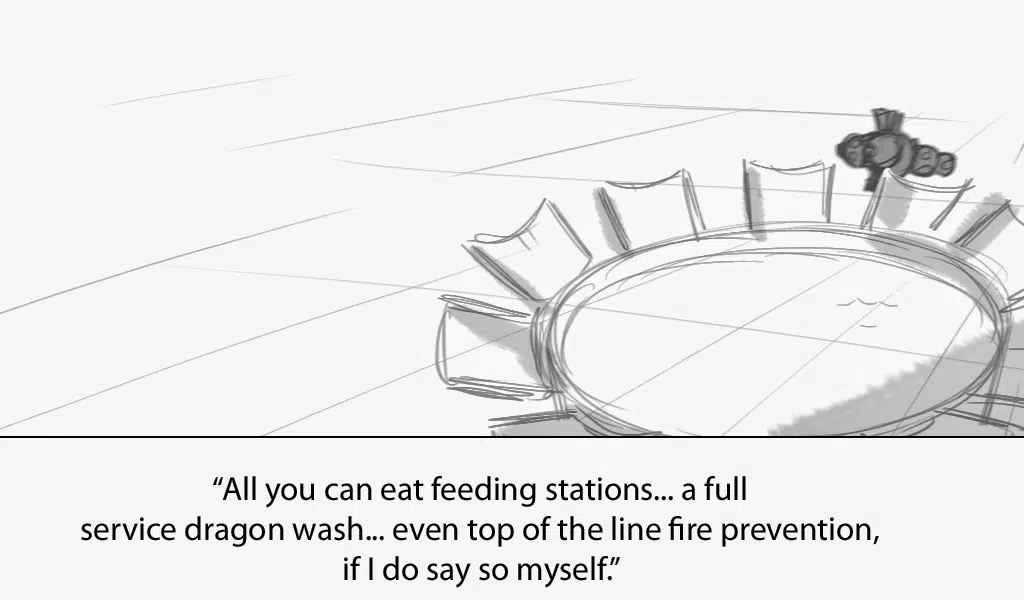 “All you can eat feeding stations... a full
service dragon wash... even top of the line fire prevention,
if I do say so myself.”